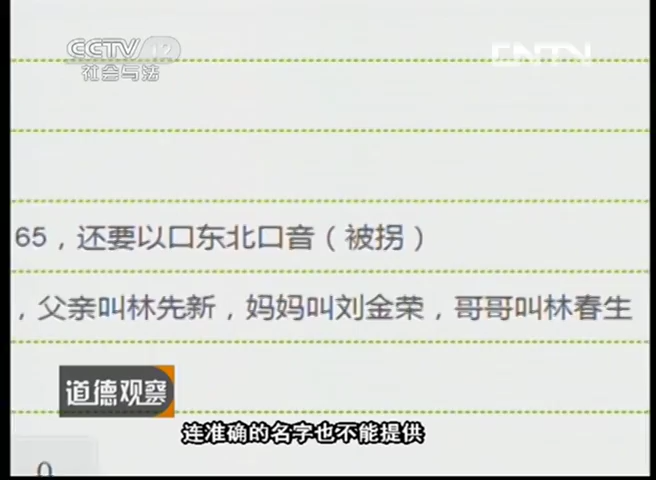 CCTV 12
CNTV
社会与法
65，还要以口东北口音（被拐）
，父亲叫林先新，妈妈叫刘金荣，哥哥叫林春生
道德观察
连准确的名字也不能提供
0